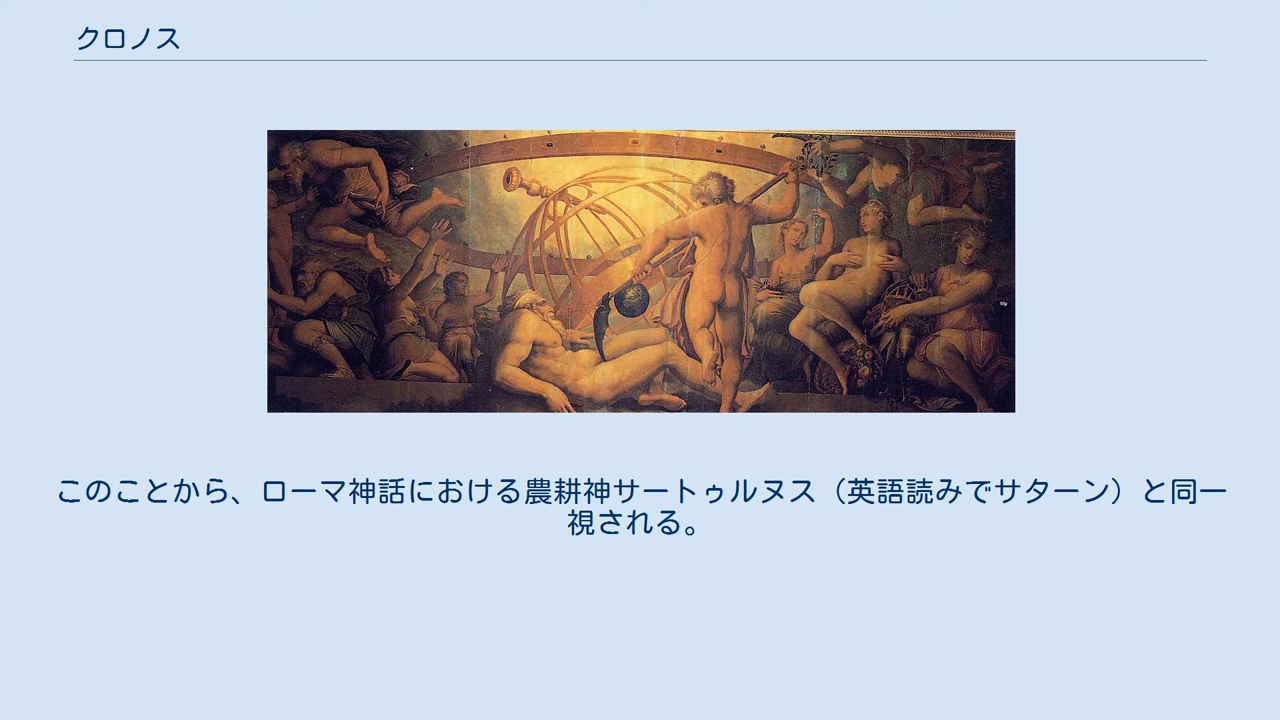 クロノス
このことから、ローマ神話における農耕神サートゥルヌス（英語読みでサターン）と同一
視される。